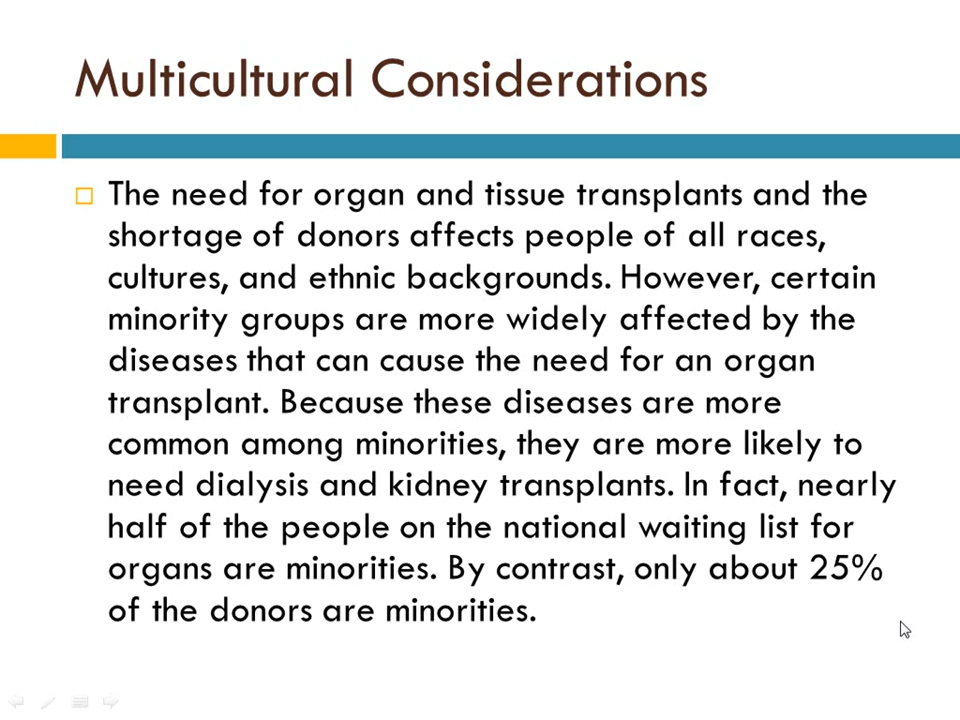 Multicultural Considerations
The need for organ and tissue transplants and the
shortage of donors affects people of all races,
cultures, and ethnic backgrounds. However, certain
minority groups are more widely affected by the
diseases that can cause the need for an organ
transplant. Because these diseases are more
common among minorities, they are more likely to
need dialysis and kidney transplants. In fact, nearly
half of the people on the national waiting list for
organs are minorities. By contrast, only about 25%
of the donors are minorities.